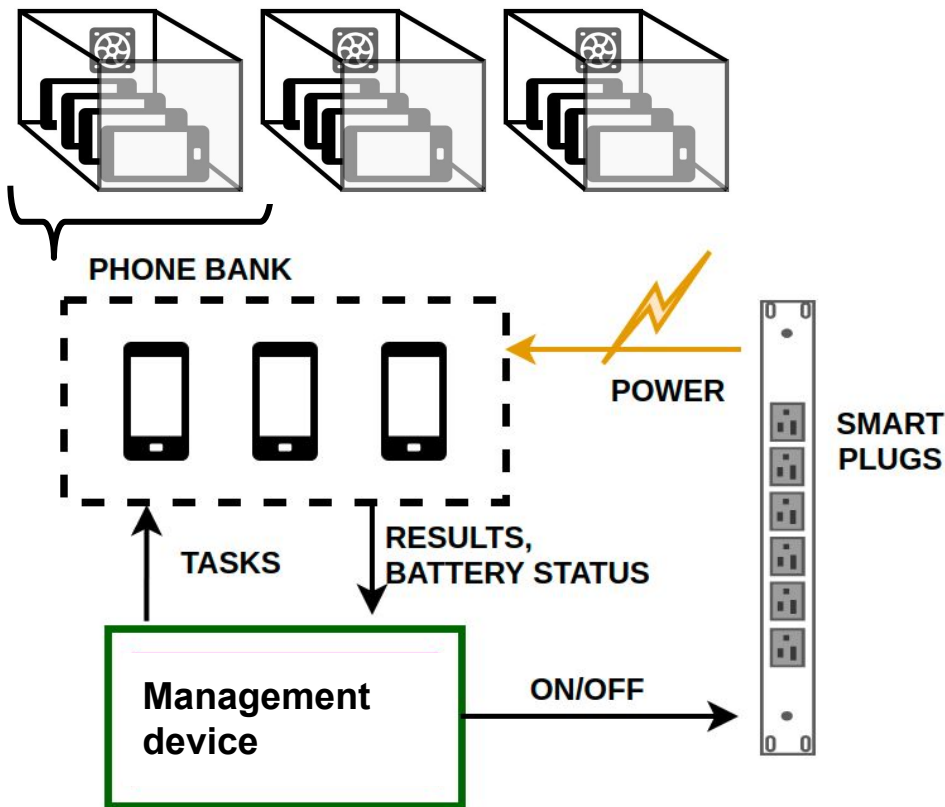 PHONE BANK
POWER
SMART
PLUGS
TASKS
RESULTS,
BATTERY STATUS
Management
device
ON/OFF